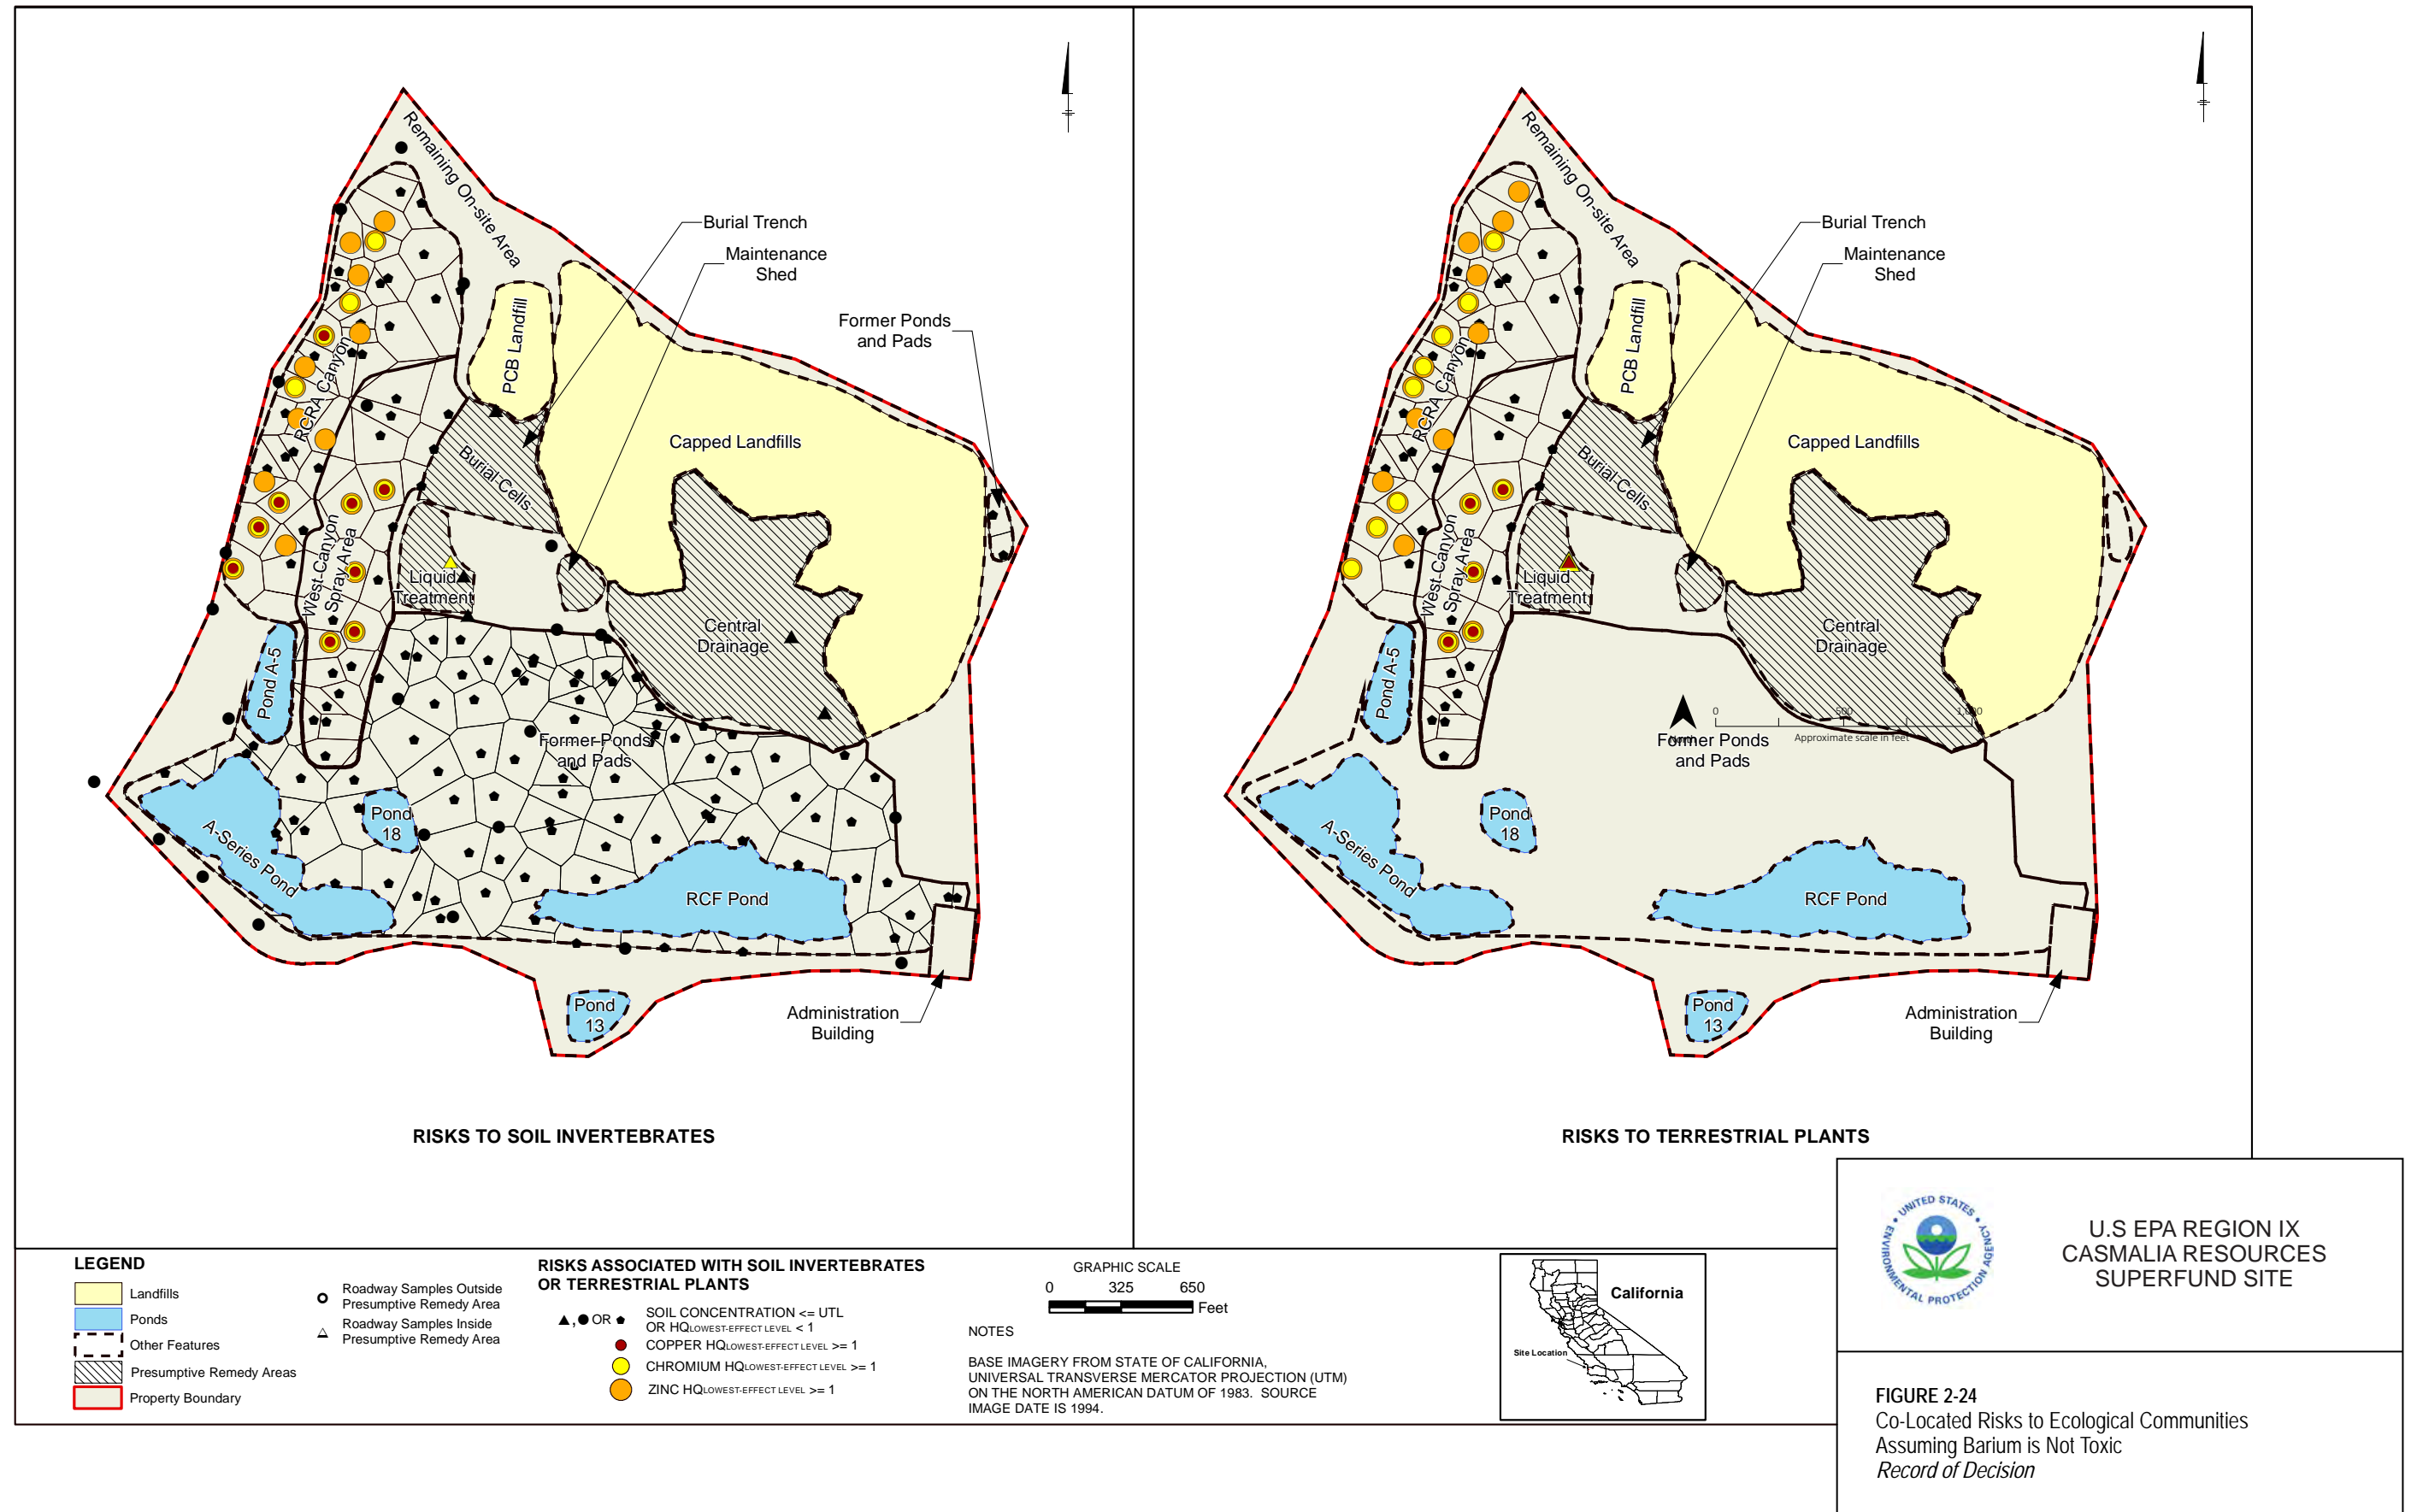 Remaining On-site Area
Burial Trench
Maintenance
Shed
Former Ponds
and Pads
PCB Landfill
RCRA Canyon
Capped Landfills
Burial Cells
West Canyon
Spray Area
Liquid
Treatment
Central
Drainage
Pond A-5
Former Ponds
and Pads
Pond
18
A-Series Pond
RCF Pond
Pond
13
Administration
Building
RISKS TO SOIL INVERTEBRATES
Remaining On-site Area
Burial Trench
Maintenance
Shed
PCB Landfill
RCRA Canyon
Capped Landfills
Burial Cells
West Canyon
Spray Area
Liquid
Treatment
Central
Drainage
Pond A-5
0 500 1,000
North
Approximate scale in feet
Former Ponds
and Pads
Pond
18
A-Series Pond
RCF Pond
Pond
13
Administration
Building
RISKS TO TERRESTRIAL PLANTS
LEGEND
Landfills
Ponds
Other Features
Presumptive Remedy Areas
Property Boundary
Roadway Samples Outside
Presumptive Remedy Area
Roadway Samples Inside
Presumptive Remedy Area
RISKS ASSOCIATED WITH SOIL INVERTEBRATES
OR TERRESTRIAL PLANTS
, OR SOIL CONCENTRATION <= UTL
OR HQLOWEST-EFFECT LEVEL < 1
COPPER HQLOWEST-EFFECT LEVEL >= 1
CHROMIUM HQLOWEST-EFFECT LEVEL >= 1
ZINC HQLOWEST-EFFECT LEVEL >= 1
GRAPHIC SCALE
0 325 650
Feet
NOTES
BASE IMAGERY FROM STATE OF CALIFORNIA,
UNIVERSAL TRANSVERSE MERCATOR PROJECTION (UTM)
ON THE NORTH AMERICAN DATUM OF 1983. SOURCE
IMAGE DATE IS 1994.
California
Site Location
UNITED STATES
ENVIRONMENTAL PROTECTION AGENCY
U.S EPA REGION IX
CASMALIA RESOURCES
SUPERFUND SITE
FIGURE 2-24
Co-Located Risks to Ecological Communities
Assuming Barium is Not Toxic
Record of Decision